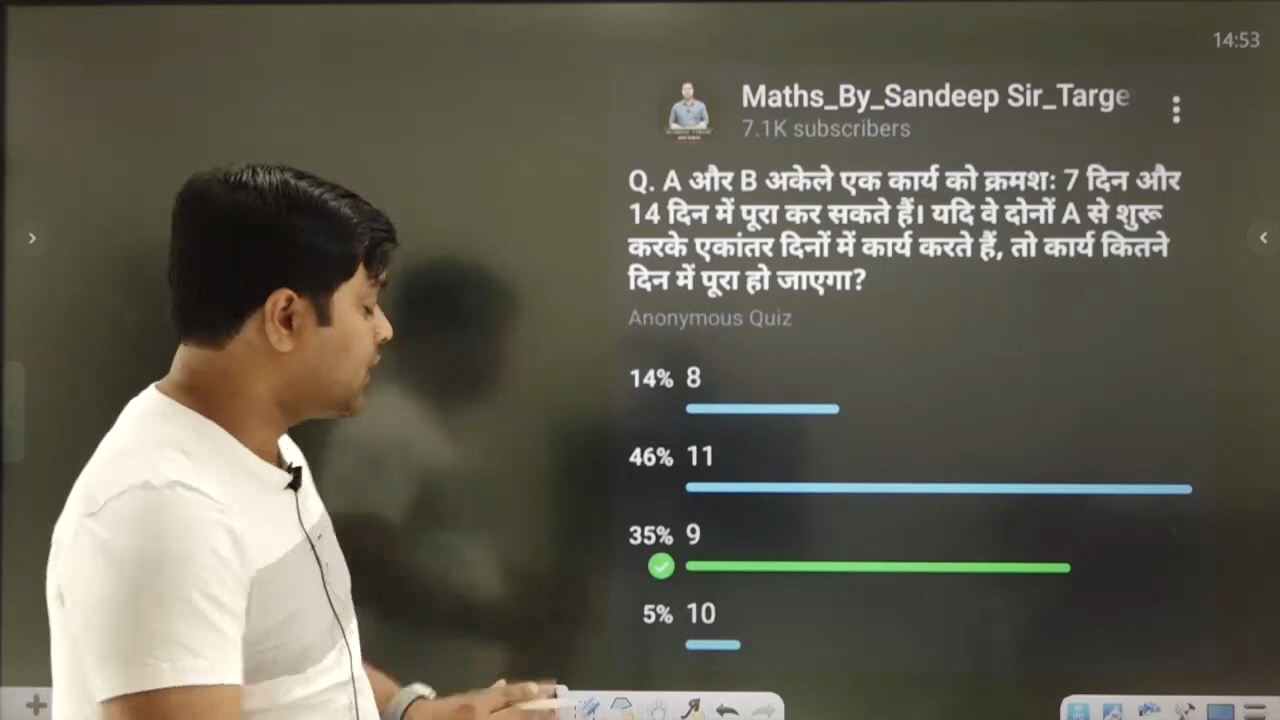 14:53
Maths_By_Sandeep Sir_Targe
7.1K subscribers
Q. A और B अकेले एक कार्य को क्रमश: 7 दिन और
14 दिन में पूरा कर सकते हैं। यदि वे दोनों A से शुरू
करके एकांतर दिनों में कार्य करते हैं, तो कार्य कितने
दिन में पूरा हो जाएगा?
Anonymous Quiz
14% 8
46% 11
35% 9
5% 10